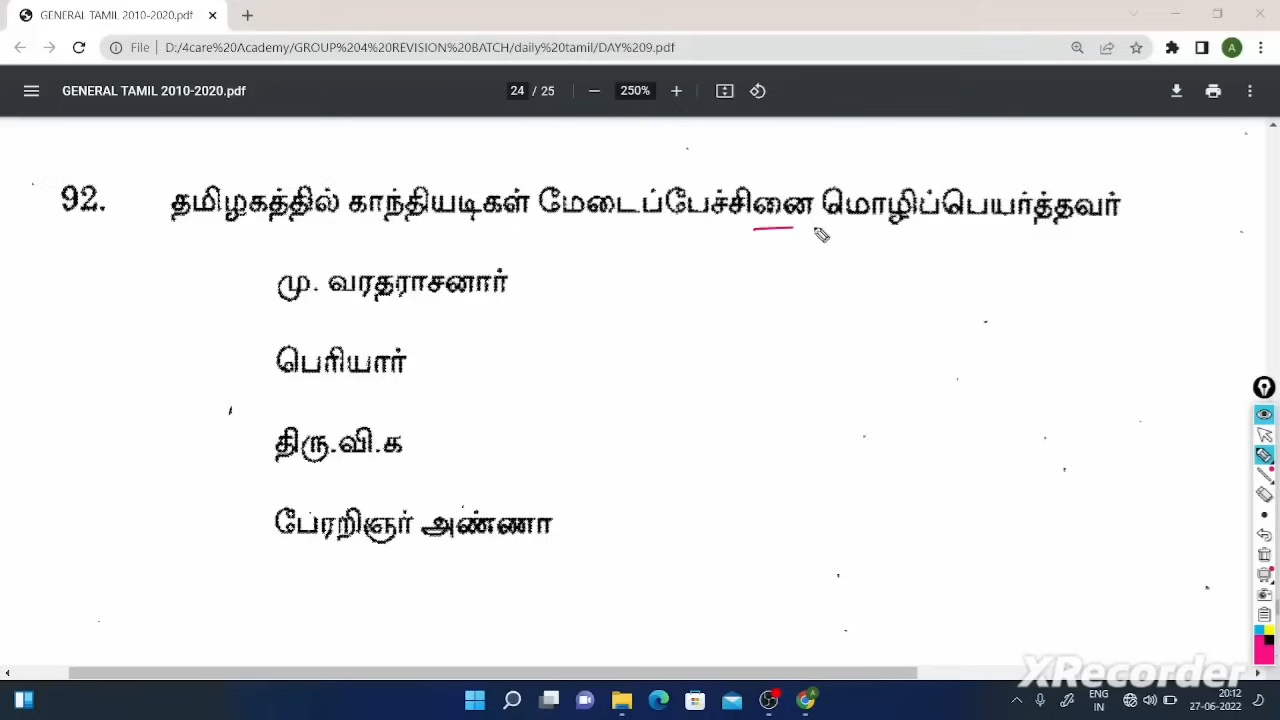 GENERAL TAMIL 2010-2020.pdf
File D:/4care%20Academy/GROUP%204%20REVISION%20BATCH/daily%20tamil/DAY%209.pdf
A
GENERAL TAMIL 2010-2020.pdf 24 / 25 250%
92. தமிழகத்தில் காந்தியடிகள் மேடைப்பேச்சினை மொழிப்பெயர்த்தவர்
மு. வரதராசனார்
பெரியார்
திரு.வி.க
பேரறிஞர் அண்ணா
XRecorder
ENG 20:12
IN 27-06-2022